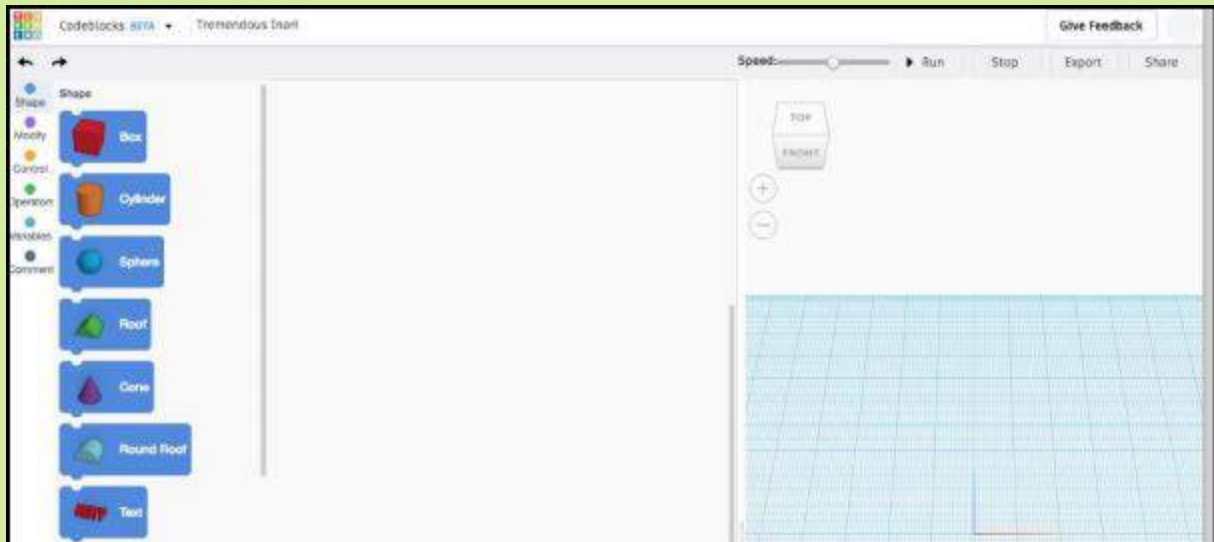 Codeblocks BETA Tremendous Inari Give Feedback
Speed: Run Stop Export Share
Shape
Modify
Control
Operators
Variables
Comment
Shape
Box
Cylinder
Sphere
Roof
Cone
Round Roof
Text
TOP
FRONT